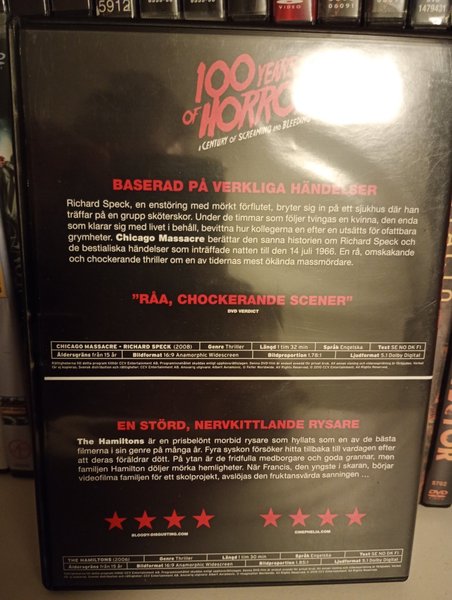 5912
VIDEO
06091
1479431
100 YEARS
OF HORROR
A CENTURY OF SCREAMING AND BLEEDING
BASERAD PÅ VERKLIGA HÄNDELSER
Richard Speck, en enstöring med mörkt förflutet, bryter sig in på ett sjukhus där han
träffar på en grupp sköterskor. Under de timmar som följer tvingas en kvinna, den enda
som klarar sig med livet i behåll, bevittna hur kollegerna en efter en utsätts för ofattbara
grymheter. Chicago Massacre berättar den sanna historien om Richard Speck och
de bestialiska händelser som inträffade natten till den 14 juli 1966. En rå, omskakande
och chockerande thriller om en av tidernas mest ökända massmördare.
"RÅA, CHOCKERANDE SCENER"
DVD VERDICT
CHICAGO MASSACRE - RICHARD SPECK (2008) Genre Thriller Längd 1 tim 32 min Språk Engelska Text SE NO DK FI
Åldersgräns från 15 år Bildformat 16:9 Anamorphic Widescreen Bildproportion 1.78:1 Ljudformat 5.1 Dolby Digital
EN STÖRD, NERVKITTLANDE RYSARE
The Hamiltons är en prisbelönt morbid rysare som hyllats som en av de bästa
filmerna i sin genre på många år. Fyra syskon försöker hitta tillbaka till vardagen efter
att deras föräldrar dött. På ytan är de fridfulla medborgare och goda grannar, men
familjen Hamilton döljer mörka hemligheter. När Francis, den yngste i skaran, börjar
videofilma familjen för ett skolprojekt, avslöjas den fruktansvärda sanningen ...
BLOODY-DISGUSTING.COM
CINEPHELIA.COM
THE HAMILTONS (2006) Genre Thriller Längd 1 tim 30 min Språk Engelska Text SE NO DK FI
Åldersgräns från 15 år Bildformat 16:9 Anamorphic Widescreen Bildproportion 1.85:1 Ljudformat 5.1 Dolby Digital
DVD